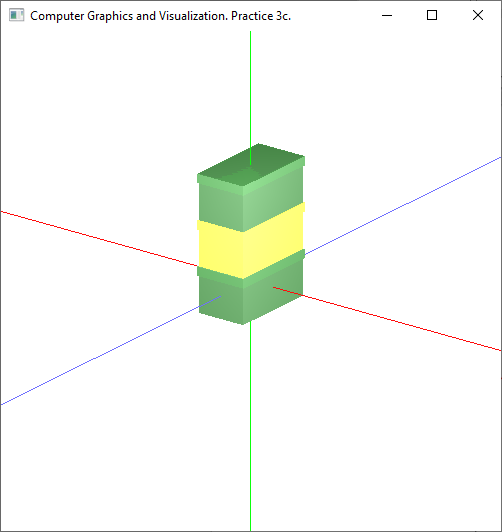 Computer Graphics and Visualization. Practice 3c.